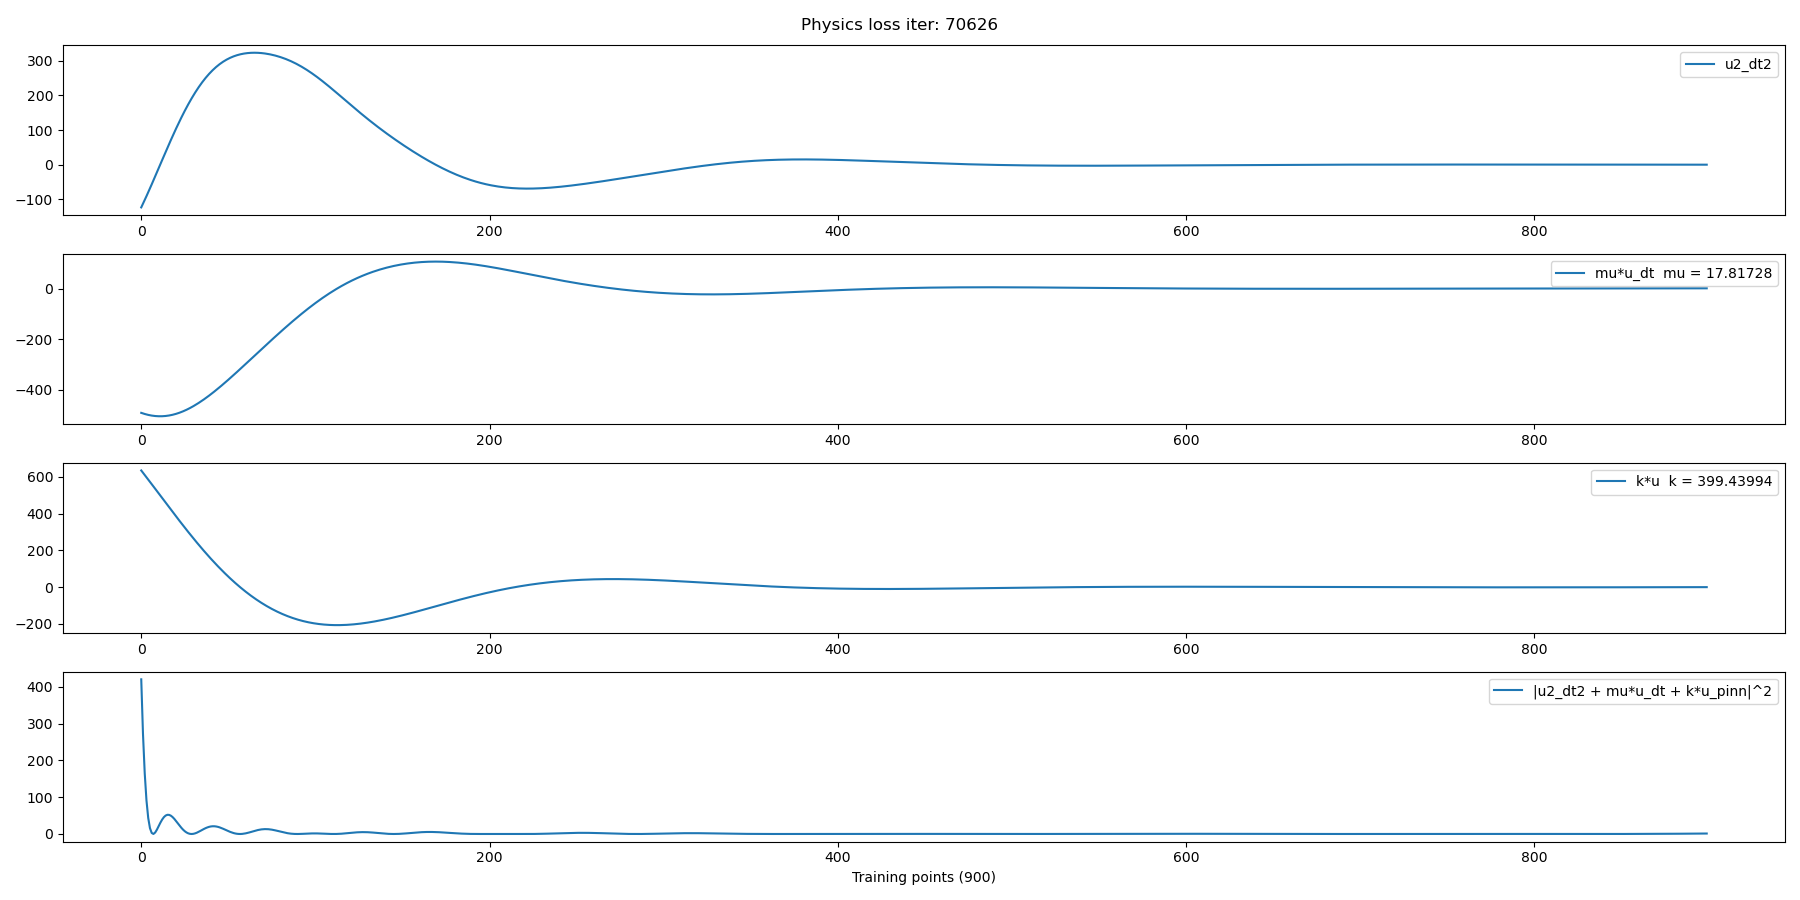 Physics loss iter: 70626
300
200
100
0
−100
u2_dt2
0 200 400 600 800
0
−200
−400
mu*u_dt  mu = 17.81728
0 200 400 600 800
600
400
200
0
−200
k*u  k = 399.43994
0 200 400 600 800
400
300
200
100
0
|u2_dt2 + mu*u_dt + k*u_pinn|^2
0 200 400 600 800
Training points (900)